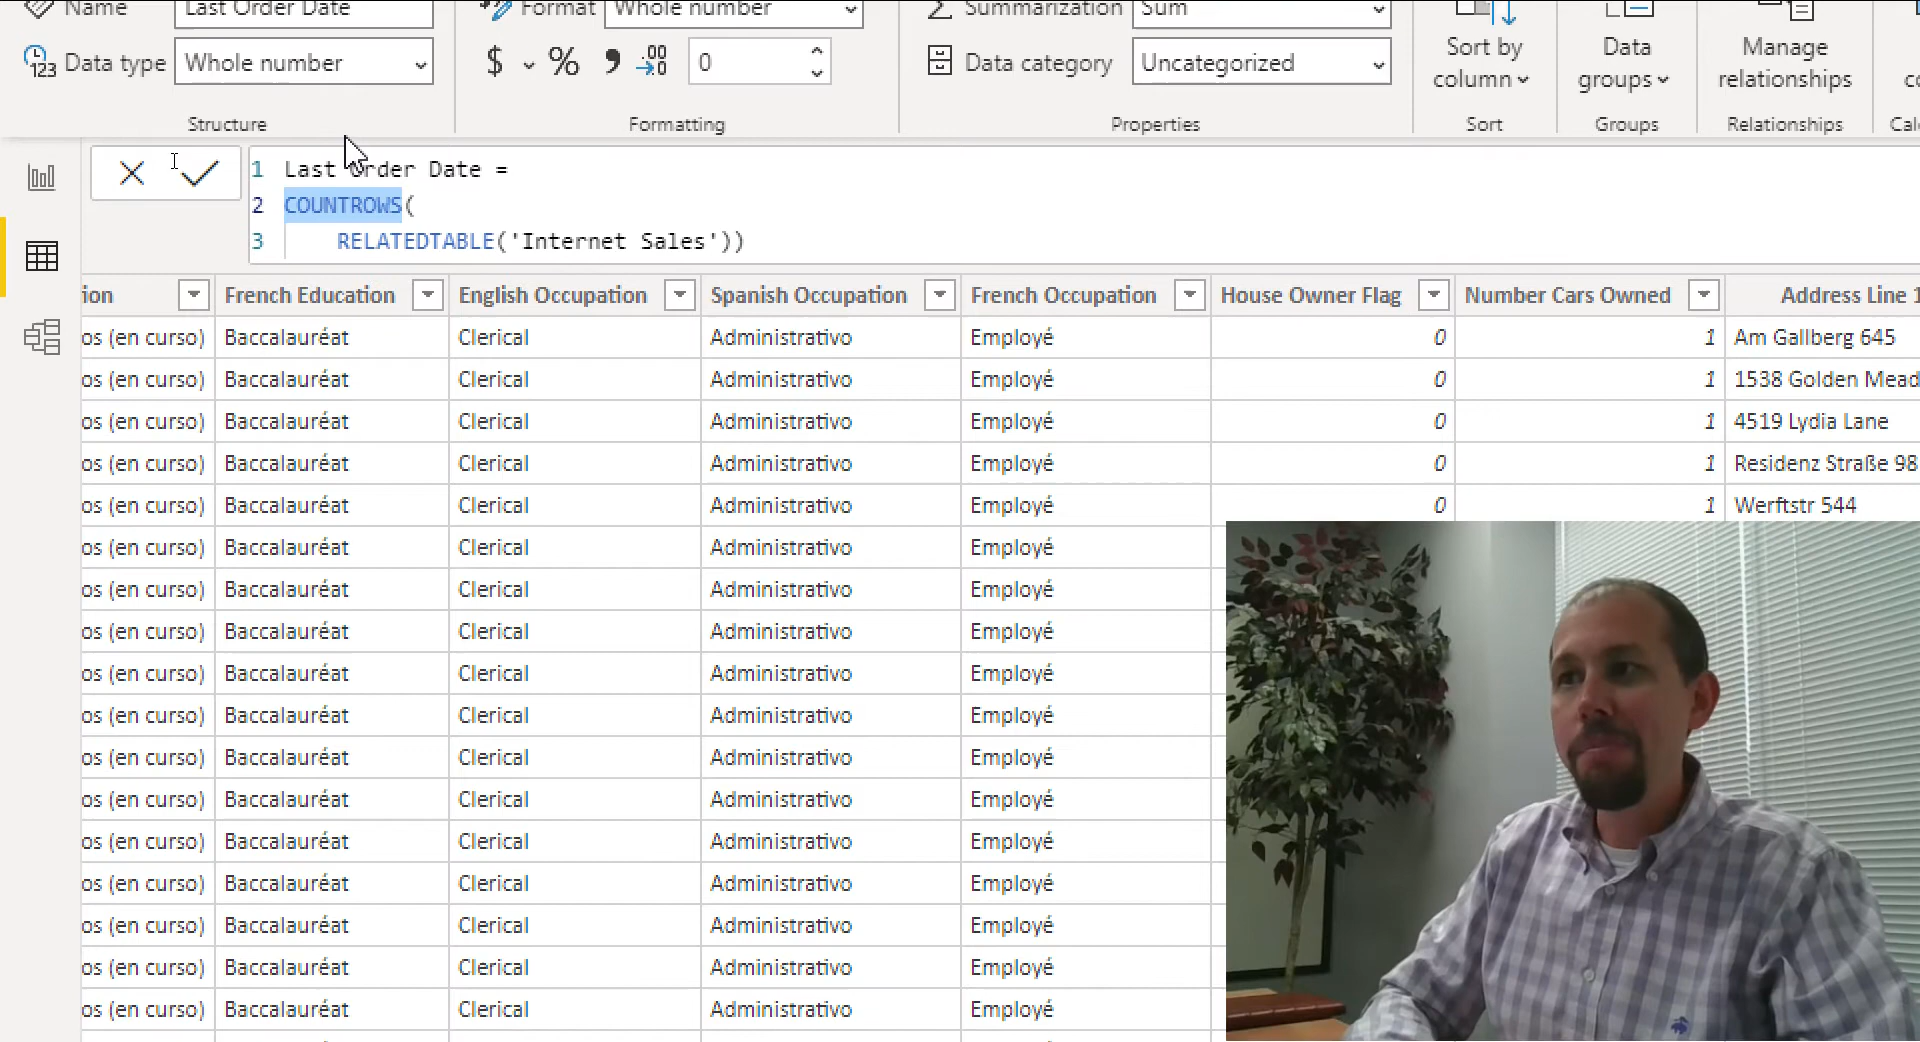 Name Last Order Date Format Whole number Summarization Sum
Data type Whole number $ % 0 Data category Uncategorized
Sort by column
Data groups
Manage relationships
Structure Formatting Properties Sort Groups Relationships
1 Last Order Date =
2 COUNTROWS(
3 RELATEDTABLE('Internet Sales'))
ion French Education English Occupation Spanish Occupation French Occupation House Owner Flag Number Cars Owned Address Line 1
os (en curso) Baccalauréat Clerical Administrativo Employé 0 1 Am Gallberg 645
os (en curso) Baccalauréat Clerical Administrativo Employé 0 1 1538 Golden Mead
os (en curso) Baccalauréat Clerical Administrativo Employé 0 1 4519 Lydia Lane
os (en curso) Baccalauréat Clerical Administrativo Employé 0 1 Residenz Straße 98
os (en curso) Baccalauréat Clerical Administrativo Employé 0 1 Werftstr 544
os (en curso) Baccalauréat Clerical Administrativo Employé
os (en curso) Baccalauréat Clerical Administrativo Employé
os (en curso) Baccalauréat Clerical Administrativo Employé
os (en curso) Baccalauréat Clerical Administrativo Employé
os (en curso) Baccalauréat Clerical Administrativo Employé
os (en curso) Baccalauréat Clerical Administrativo Employé
os (en curso) Baccalauréat Clerical Administrativo Employé
os (en curso) Baccalauréat Clerical Administrativo Employé
os (en curso) Baccalauréat Clerical Administrativo Employé
os (en curso) Baccalauréat Clerical Administrativo Employé
os (en curso) Baccalauréat Clerical Administrativo Employé
os (en curso) Baccalauréat Clerical Administrativo Employé